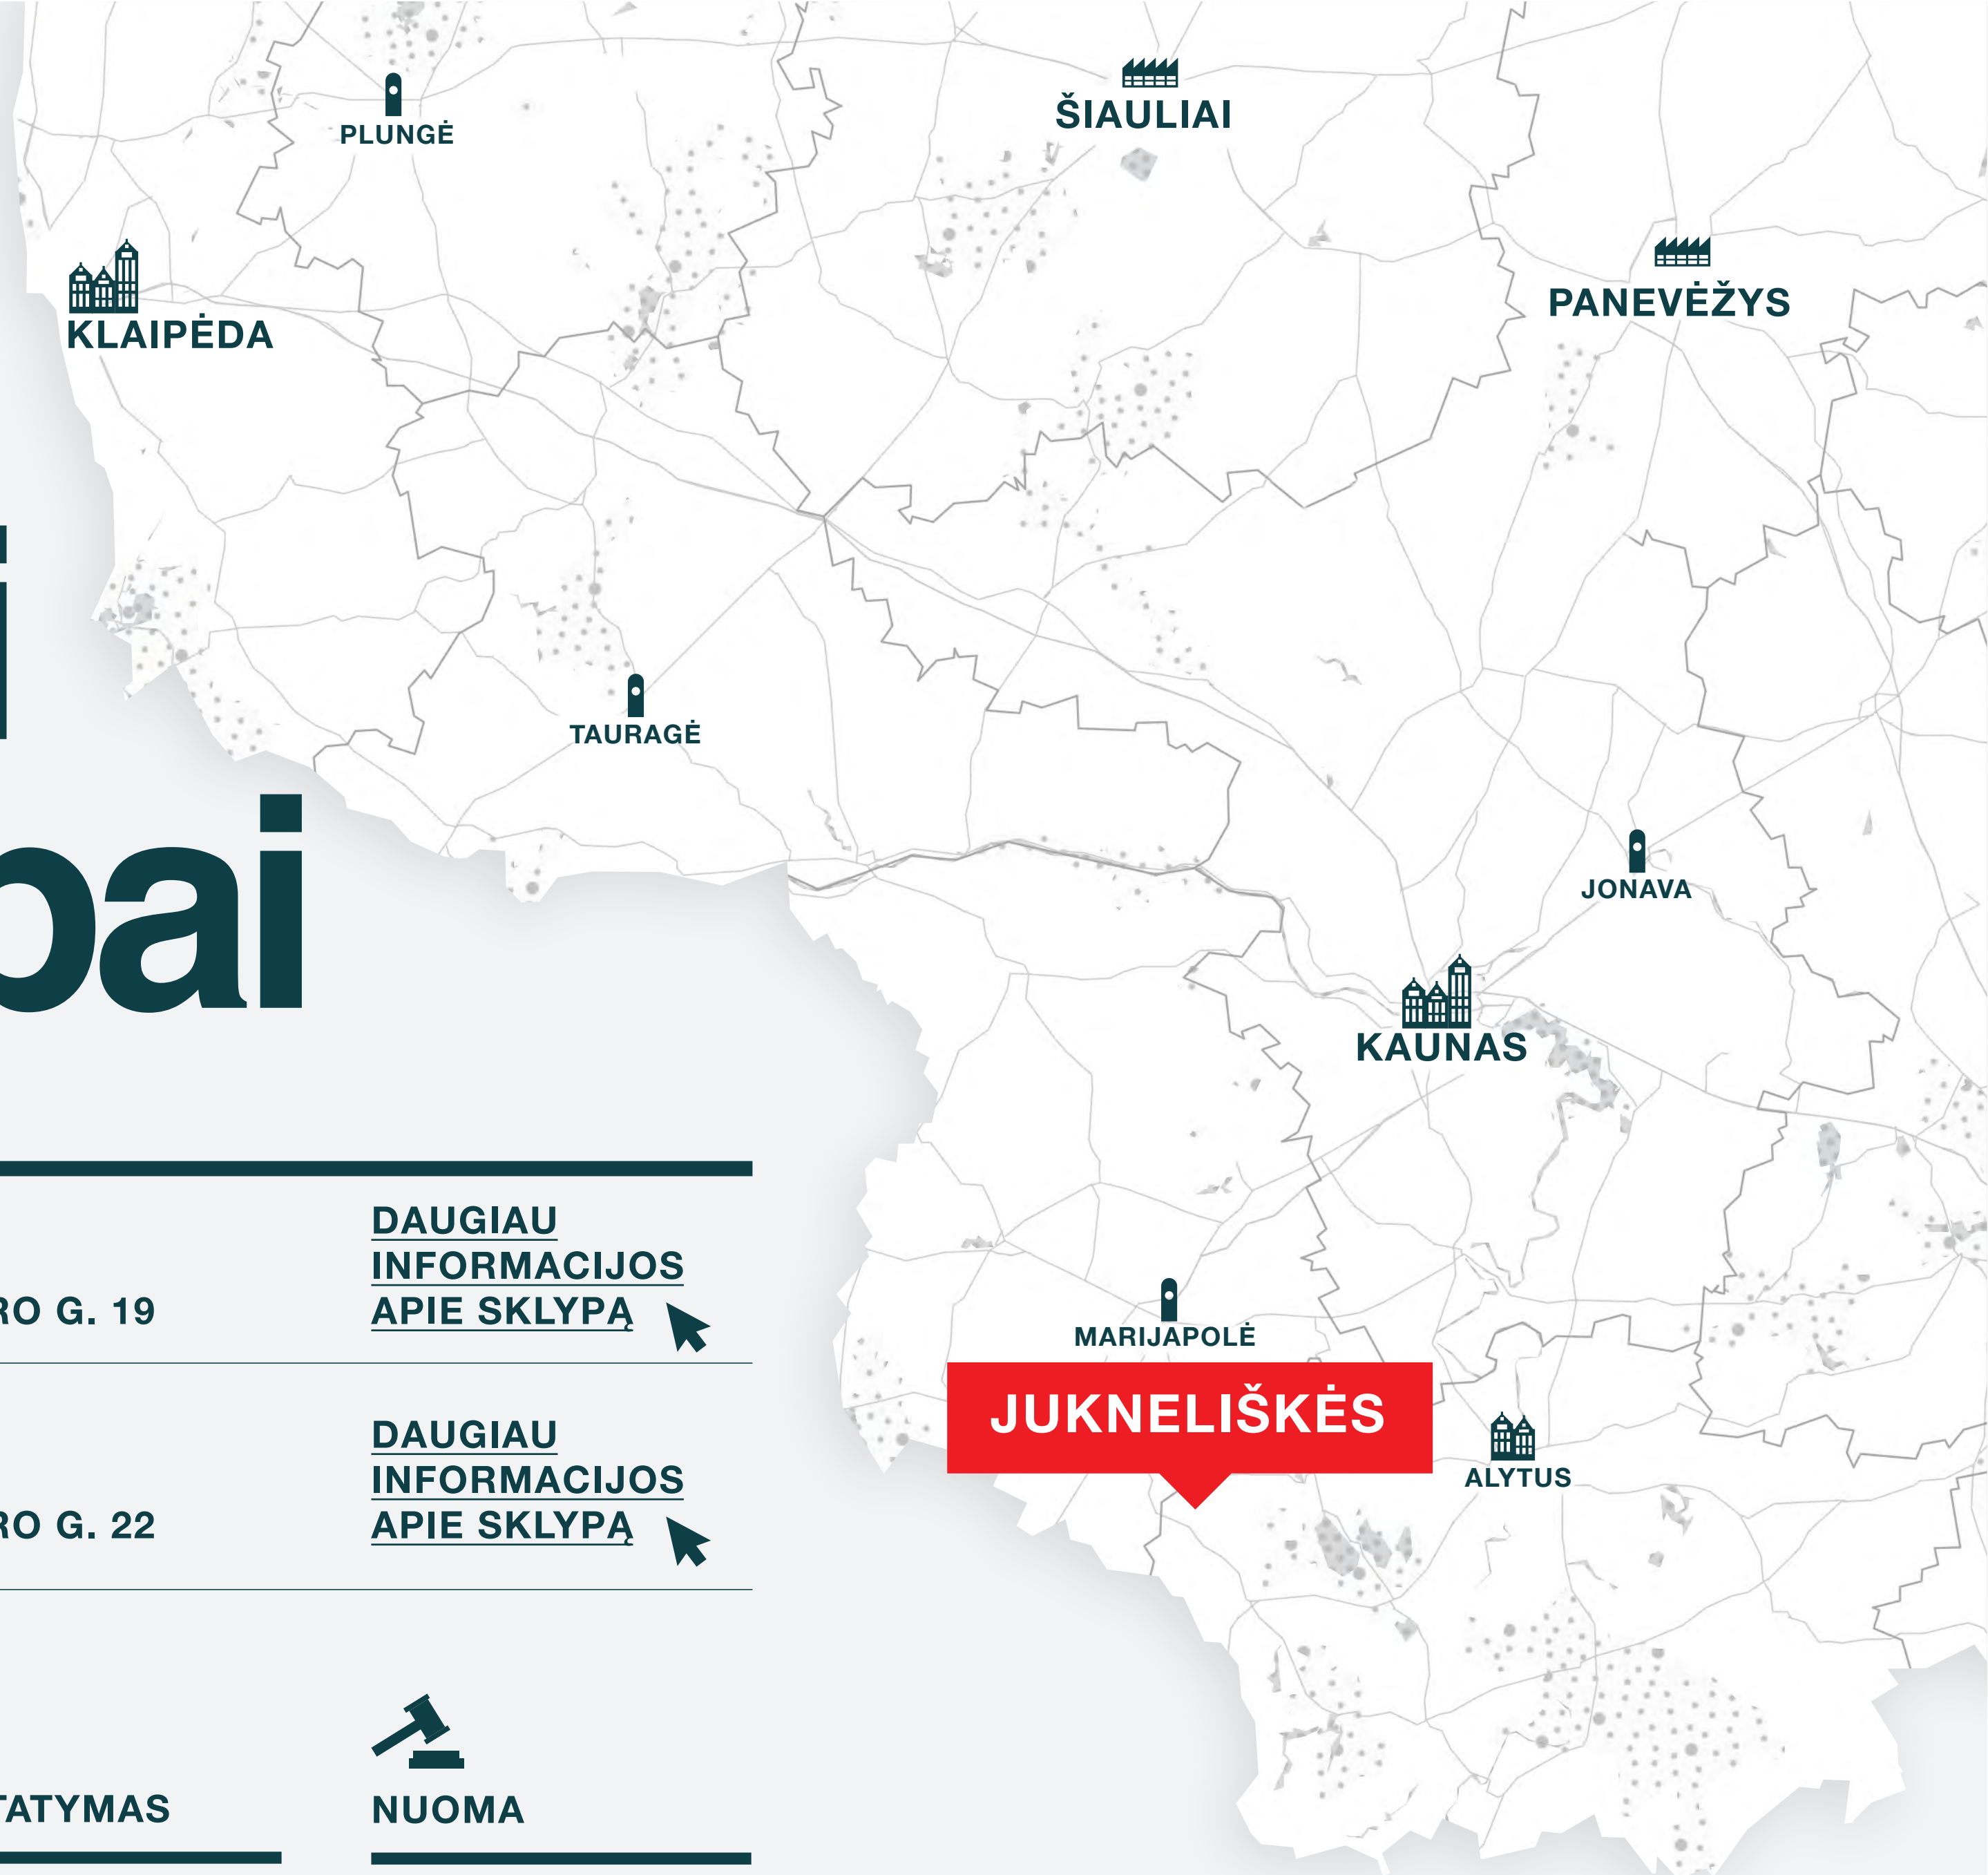 PLUNGĖ
ŠIAULIAI
PANEVĖŽYS
KLAIPĖDA
TAURAGĖ
JONAVA
KAUNAS
MARIJAPOLĖ
JUKNELIŠKĖS
ALYTUS
pai
DAUGIAU
INFORMACIJOS
RO G. 19
APIE SKLYPĄ
DAUGIAU
INFORMACIJOS
RO G. 22
APIE SKLYPĄ
TATYMAS
NUOMA